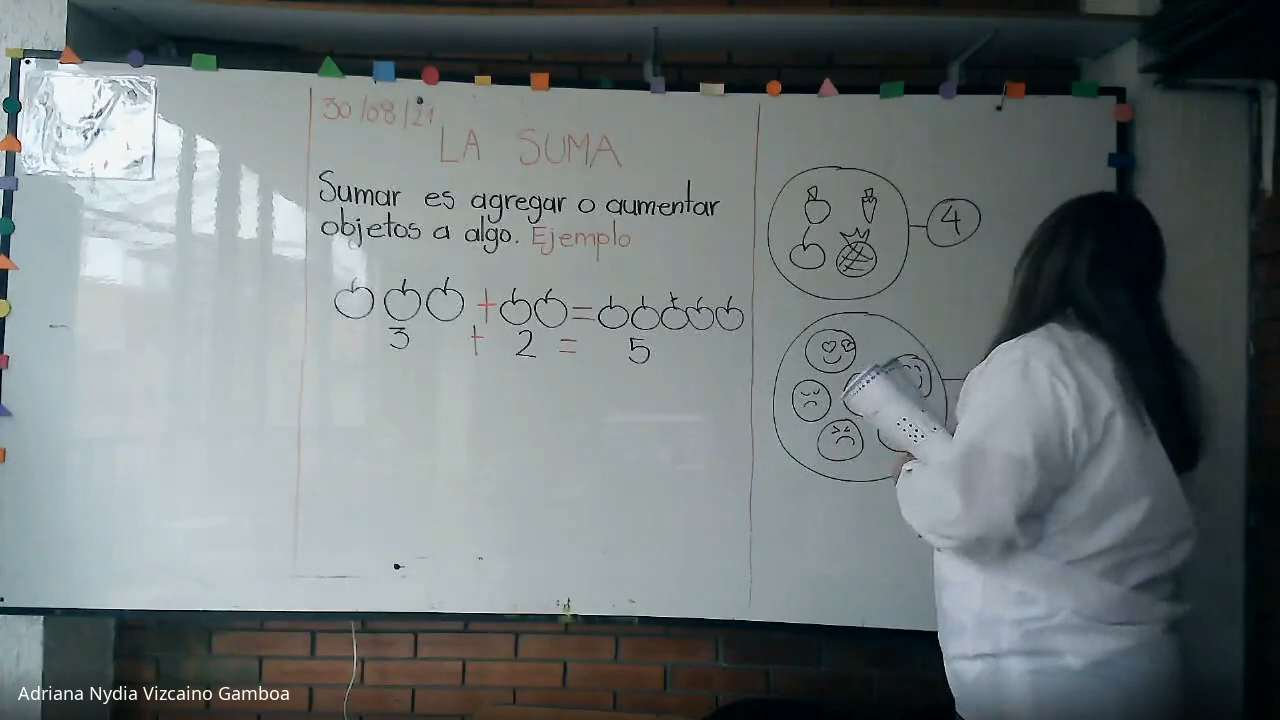 30/08/21
LA SUMA
Sumar es agregar o aumentar
objetos a algo. Ejemplo
+ =
3 + 2 = 5
4
Adriana Nydia Vizcaino Gamboa